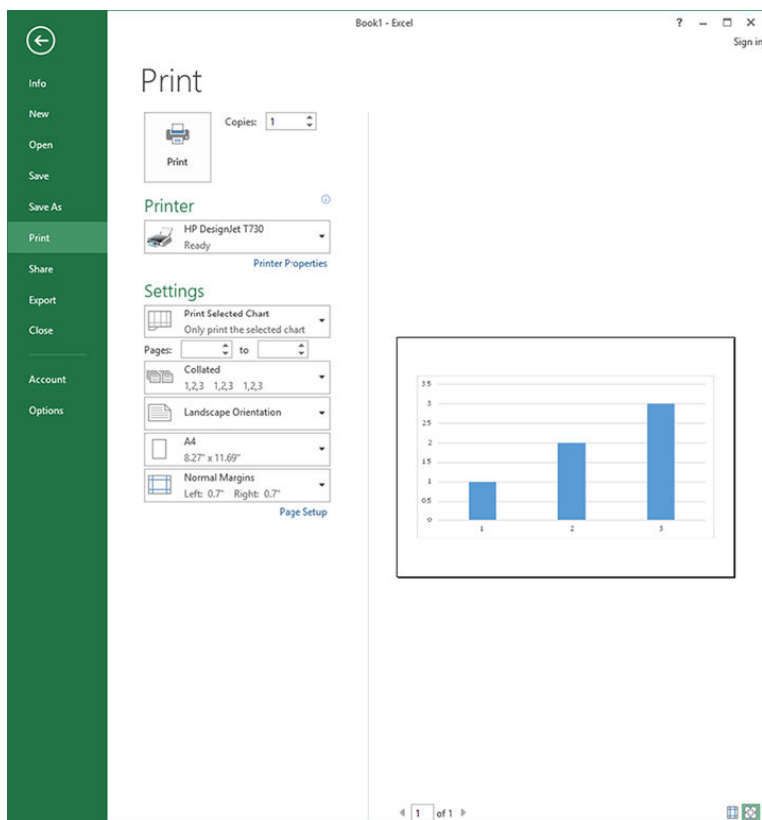 Book1 - Excel
?
Sign in
Info
New
Open
Save
Save As
Print
Share
Export
Close
Account
Options
Print
Copies: 1
Print
Printer
HP DesignJet T730
Ready
Printer Properties
Settings
Print Selected Chart
Only print the selected chart
Pages: to
Collated
1,2,3 1,2,3 1,2,3
Landscape Orientation
A4
8.27" x 11.69"
Normal Margins
Left: 0.7" Right: 0.7"
Page Setup
3.5
3
2.5
2
1.5
1
0.5
0
1 2 3
1 of 1